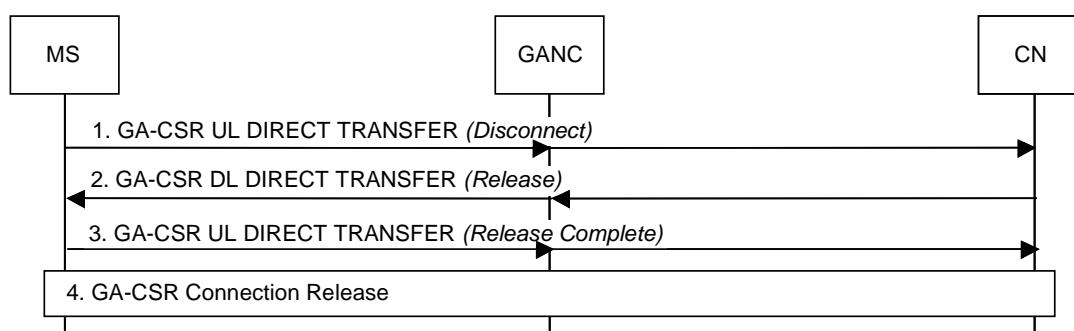 MS
GANC
CN
1. GA-CSR UL DIRECT TRANSFER (Disconnect)
2. GA-CSR DL DIRECT TRANSFER (Release)
3. GA-CSR UL DIRECT TRANSFER (Release Complete)
4. GA-CSR Connection Release